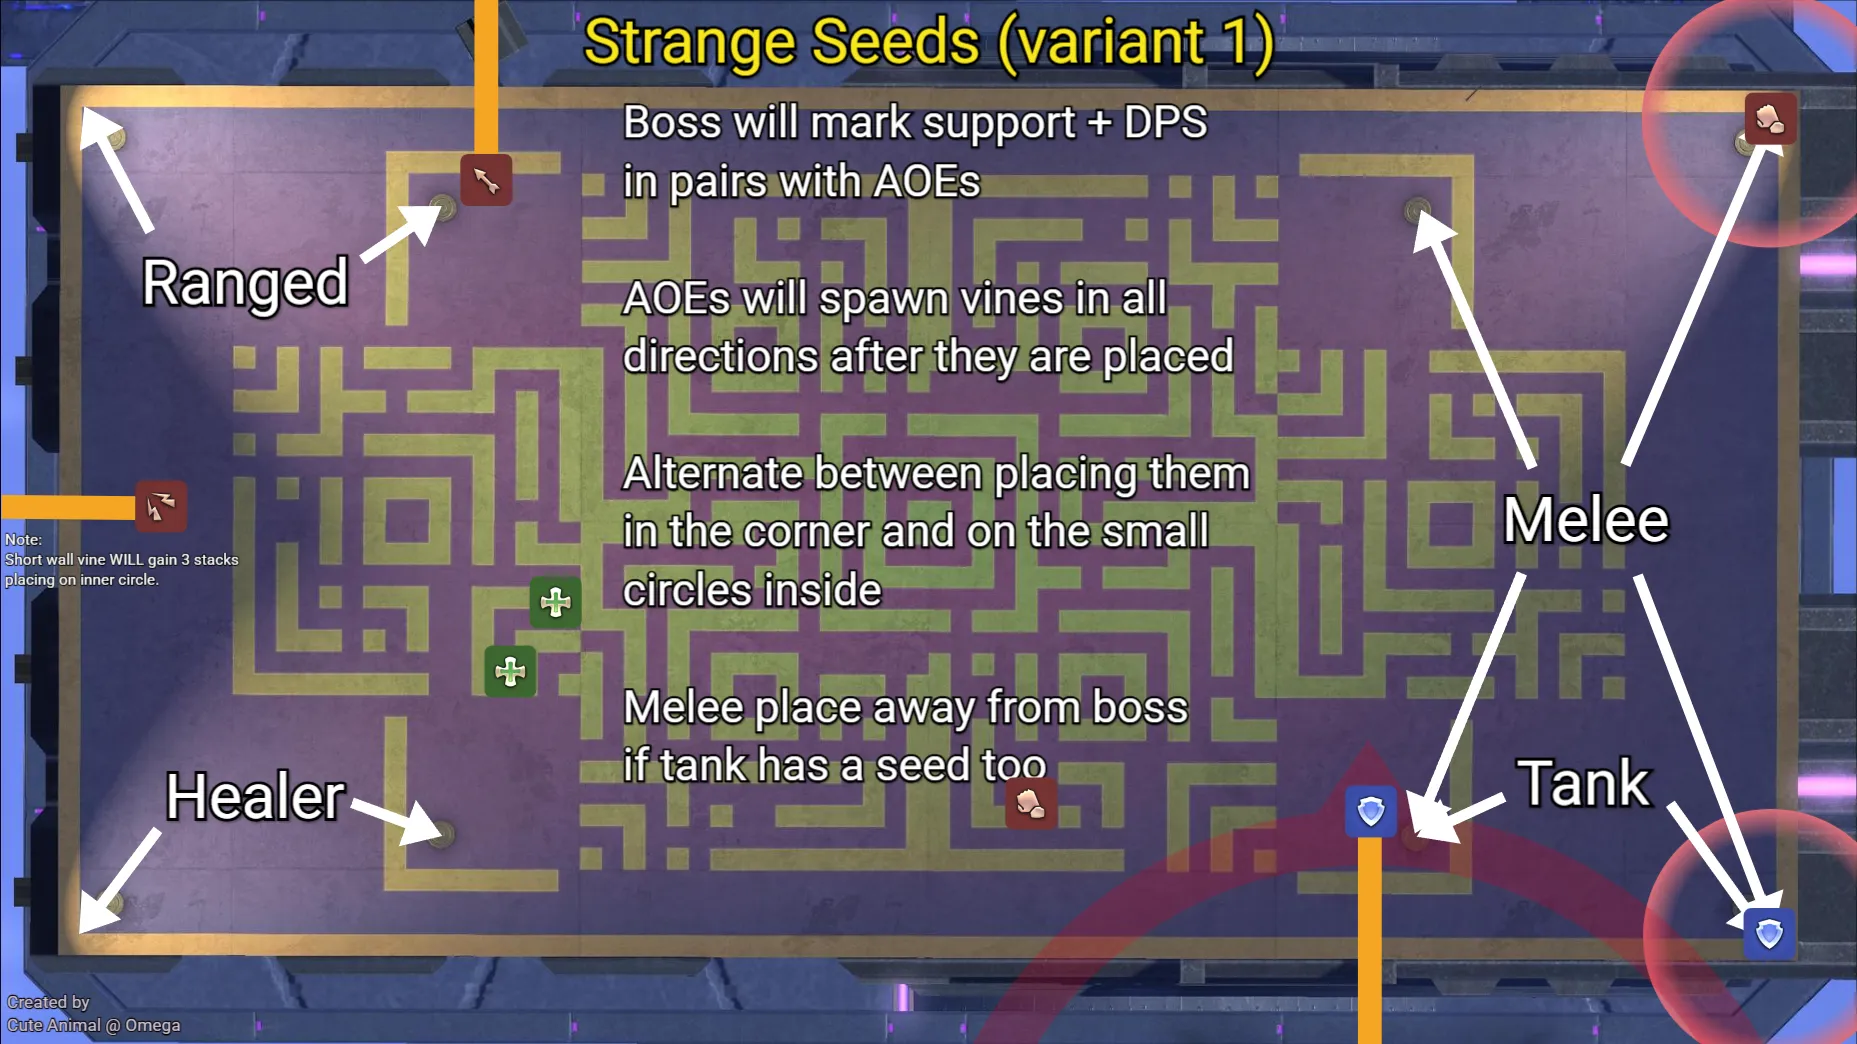 Strange Seeds (variant 1)
Boss will mark support + DPS
in pairs with AOEs
Ranged
AOEs will spawn vines in all
directions after they are placed
Alternate between placing them
in the corner and on the small
circles inside
Melee
Note:
Short wall vine WILL gain 3 stacks
placing on inner circle.
Melee place away from boss
if tank has a seed too
Healer
Tank
Created by
Cute Animal @ Omega